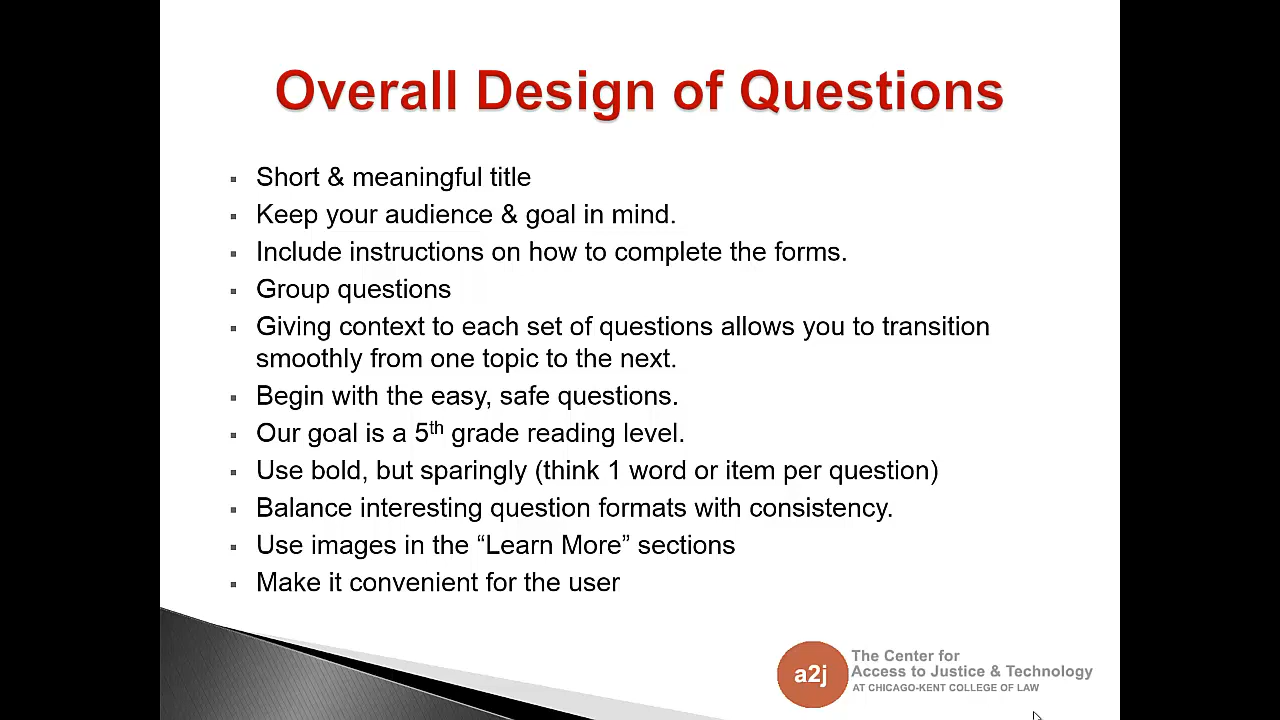 Overall Design of Questions
Short & meaningful title
Keep your audience & goal in mind.
Include instructions on how to complete the forms.
Group questions
Giving context to each set of questions allows you to transition
smoothly from one topic to the next.
Begin with the easy, safe questions.
Our goal is a 5th grade reading level.
Use bold, but sparingly (think 1 word or item per question)
Balance interesting question formats with consistency.
Use images in the “Learn More” sections
Make it convenient for the user
a2j
The Center for
Access to Justice & Technology
AT CHICAGO-KENT COLLEGE OF LAW